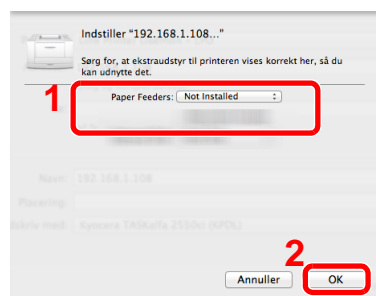 Indstiller "192.168.1.108..."
Sørg for, at ekstraudstyr til printeren vises korrekt her, så du
kan udnytte det.
1
Paper Feeders: Not Installed
Navn: 192.168.1.108
Placering:
med: Kyocera TASKalfa 2550ci (KPDL)
2
Annuller OK